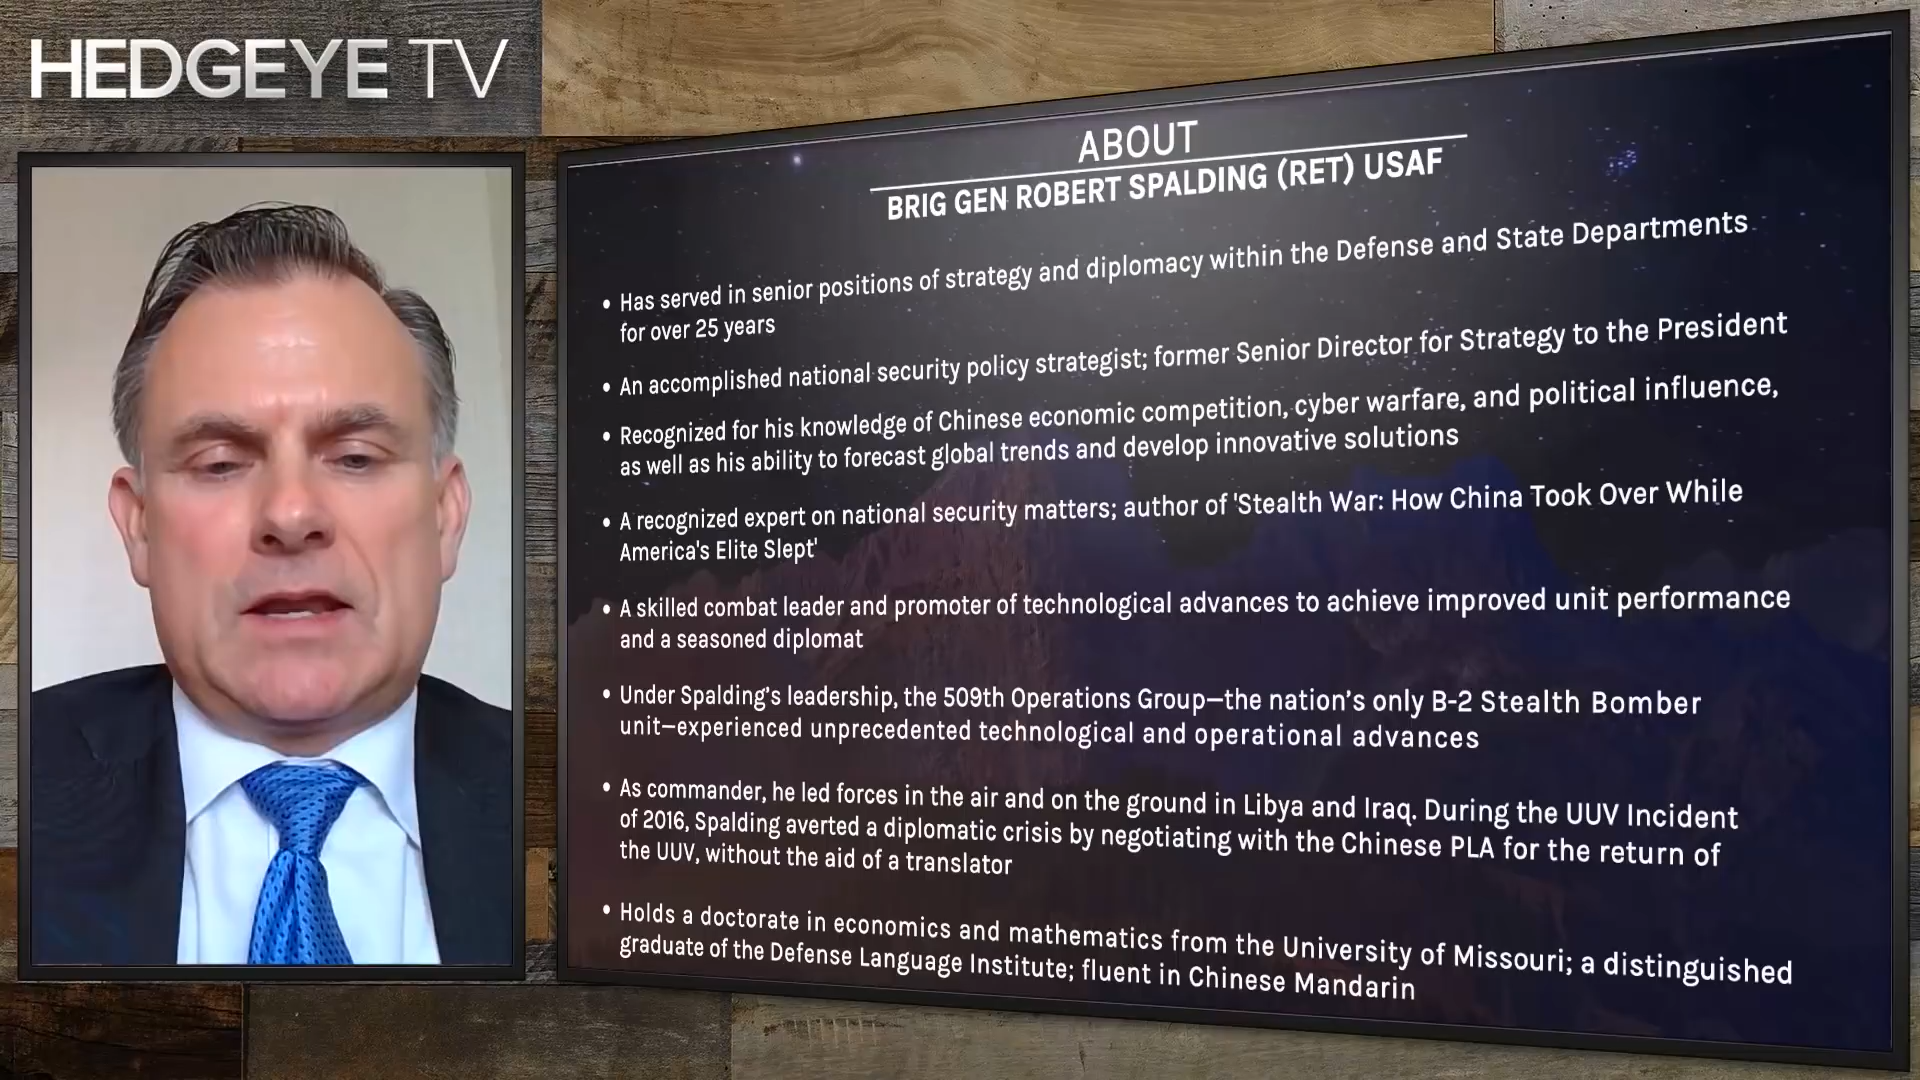 HEDGEYE TV
ABOUT
BRIG GEN ROBERT SPALDING (RET) USAF
• Has served in senior positions of strategy and diplomacy within the Defense and State Departments
for over 25 years
• An accomplished national security policy strategist; former Senior Director for Strategy to the President
• Recognized for his knowledge of Chinese economic competition, cyber warfare, and political influence,
as well as his ability to forecast global trends and develop innovative solutions
• A recognized expert on national security matters; author of 'Stealth War: How China Took Over While
America's Elite Slept'
• A skilled combat leader and promoter of technological advances to achieve improved unit performance
and a seasoned diplomat
• Under Spalding’s leadership, the 509th Operations Group—the nation’s only B-2 Stealth Bomber
unit—experienced unprecedented technological and operational advances
• As commander, he led forces in the air and on the ground in Libya and Iraq. During the UUV Incident
of 2016, Spalding averted a diplomatic crisis by negotiating with the Chinese PLA for the return of
the UUV, without the aid of a translator
• Holds a doctorate in economics and mathematics from the University of Missouri; a distinguished
graduate of the Defense Language Institute; fluent in Chinese Mandarin